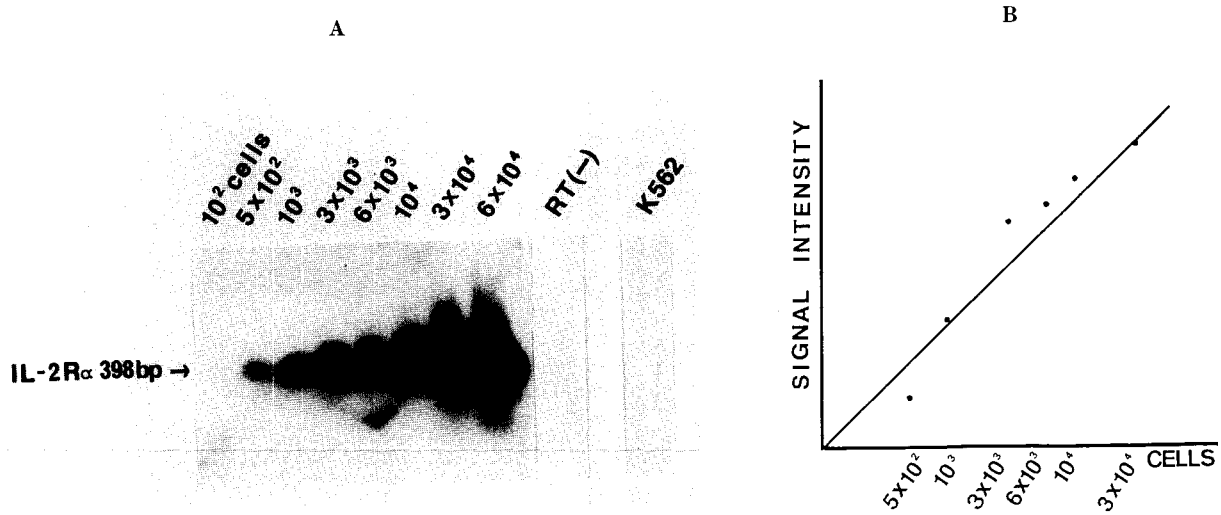 A
B
10² cells
5×10²
10³
3×10³
6×10³
10⁴
3×10⁴
6×10⁴
RT(−)
K562
IL-2Rα 398bp →
SIGNAL INTENSITY
5×10²
10³
3×10³
6×10³
10⁴
3×10⁴
CELLS